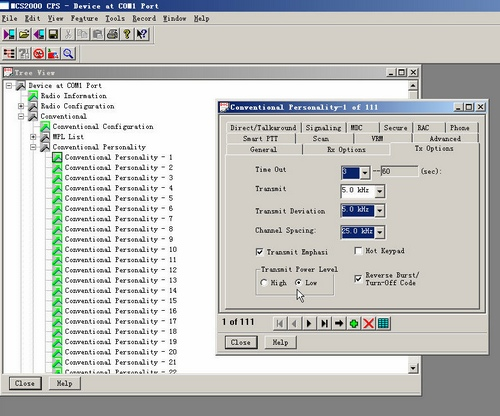 MCS2000 CPS - Device at COM1 Port
File Edit View Feature Tools Record Window Help
Tree View
Device at COM1 Port
Radio Information
Radio Configuration
Conventional
Conventional Configuration
MPL List
Conventional Personality
Conventional Personality - 1
Conventional Personality - 2
Conventional Personality - 3
Conventional Personality - 4
Conventional Personality - 5
Conventional Personality - 6
Conventional Personality - 7
Conventional Personality - 8
Conventional Personality - 9
Conventional Personality - 10
Conventional Personality - 11
Conventional Personality - 12
Conventional Personality - 13
Conventional Personality - 14
Conventional Personality - 15
Conventional Personality - 16
Conventional Personality - 17
Conventional Personality - 18
Conventional Personality - 19
Conventional Personality - 20
Conventional Personality - 21
Conventional Personality - 22
Close Help
Conventional Personality-1 of 111
Direct/Talkaround Signaling MDC Secure RAC Phone
Smart PTT Scan VRM Advanced
General Rx Options Tx Options
Time Out 3 --60 (sec):
Transmit 5.0 kHz
Transmit Deviation 5.0 kHz
Channel Spacing: 25.0 kHz
Transmit Emphasi Hot Keypad
Transmit Power Level
High Low
Reverse Burst/
Turn-Off Code
1 of 111
Close Help